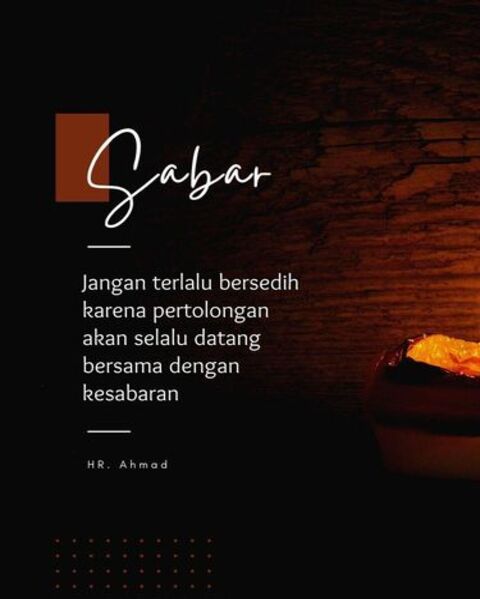 Sabar
Jangan terlalu bersedih
karena pertolongan
akan selalu datang
bersama dengan
kesabaran
HR. Ahmad